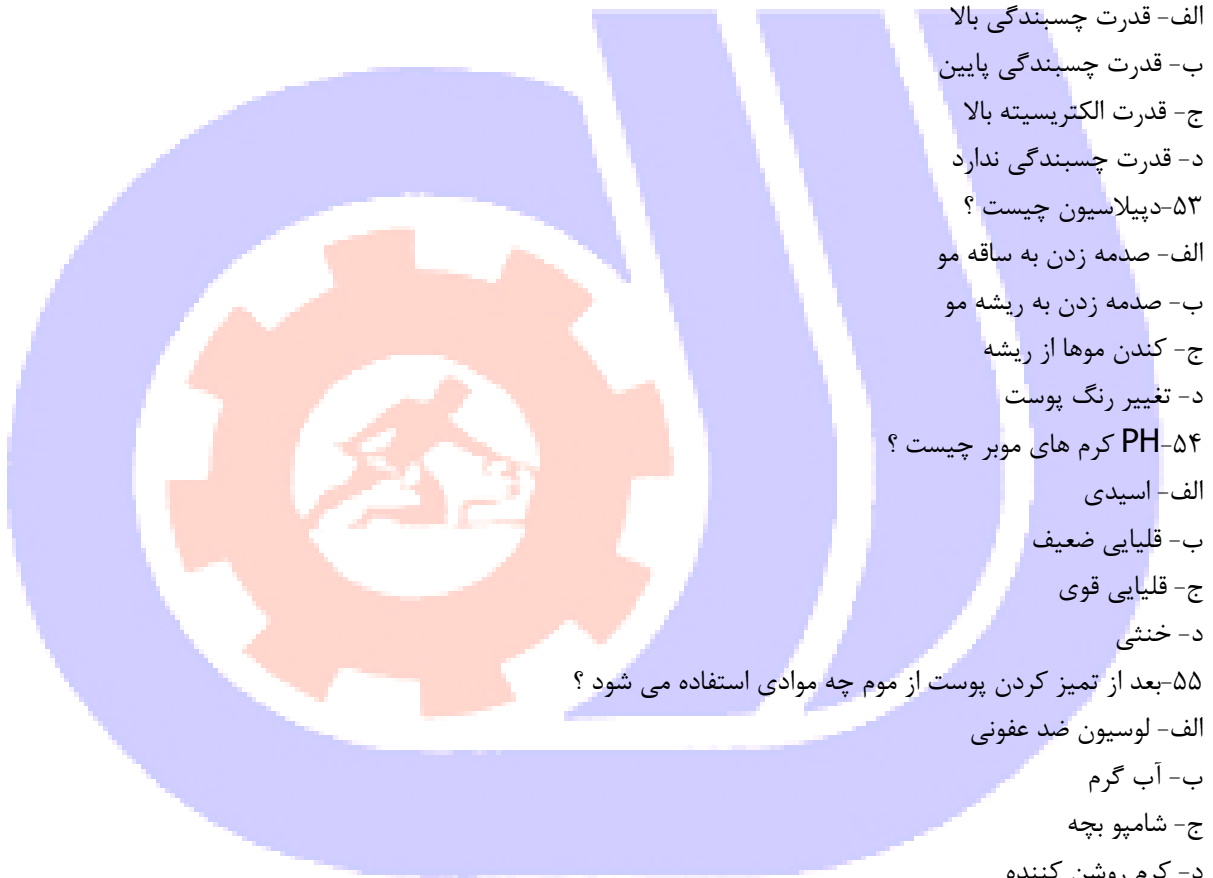 الف- قدرت چسبندگی بالا
ب- قدرت چسبندگی پایین
ج- قدرت الکتریسیته بالا
د- قدرت چسبندگی ندارد
۵۳-دپیلاسیون چیست ؟
الف- صدمه زدن به ساقه مو
ب- صدمه زدن به ریشه مو
ج- کندن موها از ریشه
د- تغییر رنگ پوست
۵۴-PH کرم های موبر چیست ؟
الف- اسیدی
ب- قلیایی ضعیف
ج- قلیایی قوی
د- خنثی
۵۵-بعد از تمیز کردن پوست از موم چه موادی استفاده می شود ؟
الف- لوسیون ضد عفونی
ب- آب گرم
ج- شامپو بچه
د- کرم روشن کننده